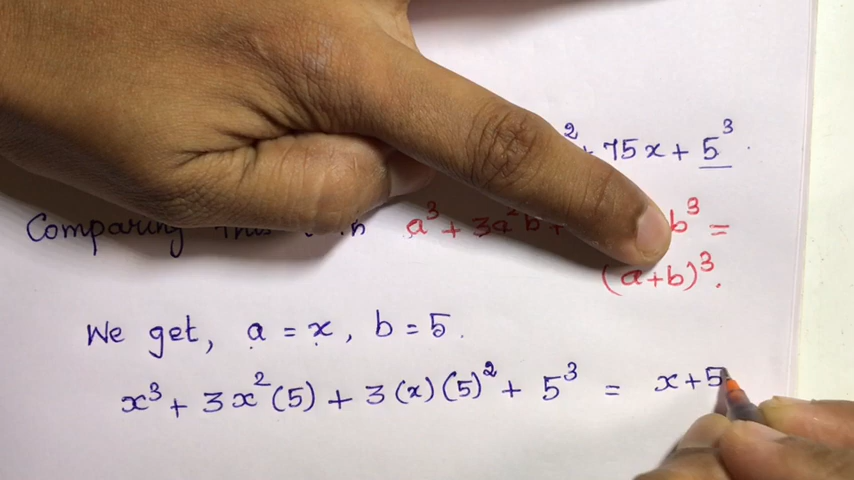 ² + 75x + 5³.
Comparing this a³ + 3a²b + b³ =
(a+b)³.
We get, a = x, b = 5.
x³ + 3x²(5) + 3(x)(5)² + 5³ = x+5